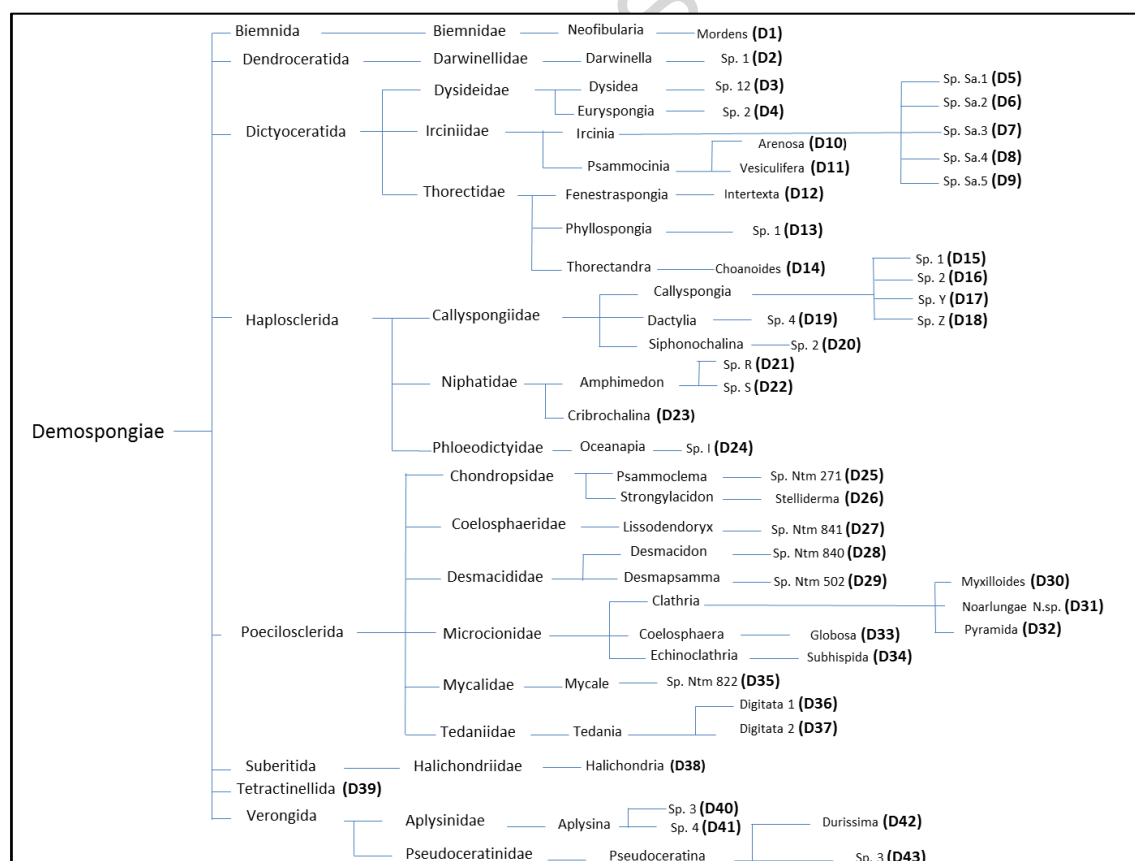 Biemnida Biemnidae Neofibularia Mordens (D1)
Dendroceratida Darwinellidae Darwinella Sp. 1 (D2)
Sp. Sa.1 (D5)
Dysideidae Dysidea Sp. 12 (D3)
Sp. Sa.2 (D6)
Euryspongia Sp. 2 (D4)
Dictyoceratida Irciniidae Ircinia Sp. Sa.3 (D7)
Arenosa (D10)
Sp. Sa.4 (D8)
Psammocinia Vesiculifera (D11)
Sp. Sa.5 (D9)
Thorectidae Fenestraspongia Intertexta (D12)
Phyllospongia Sp. 1 (D13)
Sp. 1 (D15)
Thorectandra Choanoides (D14)
Sp. 2 (D16)
Callyspongia Sp. Y (D17)
Haplosclerida Callyspongiidae Dactylia Sp. 4 (D19) Sp. Z (D18)
Siphonochalina Sp. 2 (D20)
Sp. R (D21)
Niphatidae Amphimedon Sp. S (D22)
Cribrochalina (D23)
Demospongiae
Phloeodictyidae Oceanapia Sp. I (D24)
Chondropsidae Psammoclema Sp. Ntm 271 (D25)
Strongylacidon Stelliderma (D26)
Coelosphaeridae Lissodendoryx Sp. Ntm 841 (D27)
Desmacidon Sp. Ntm 840 (D28)
Desmacididae Desmapsamma Sp. Ntm 502 (D29) Myxilloides (D30)
Clathria Noarlungae N.sp. (D31)
Poecilosclerida Microcionidae Coelosphaera Globosa (D33) Pyramida (D32)
Echinoclathria Subhispida (D34)
Mycalidae Mycale Sp. Ntm 822 (D35)
Digitata 1 (D36)
Tedaniidae Tedania Digitata 2 (D37)
Suberitida Halichondriidae Halichondria (D38)
Tetractinellida (D39)
Sp. 3 (D40)
Verongida Aplysinidae Aplysina Sp. 4 (D41) Durissima (D42)
Pseudoceratinidae Pseudoceratina Sp. 3 (D43)